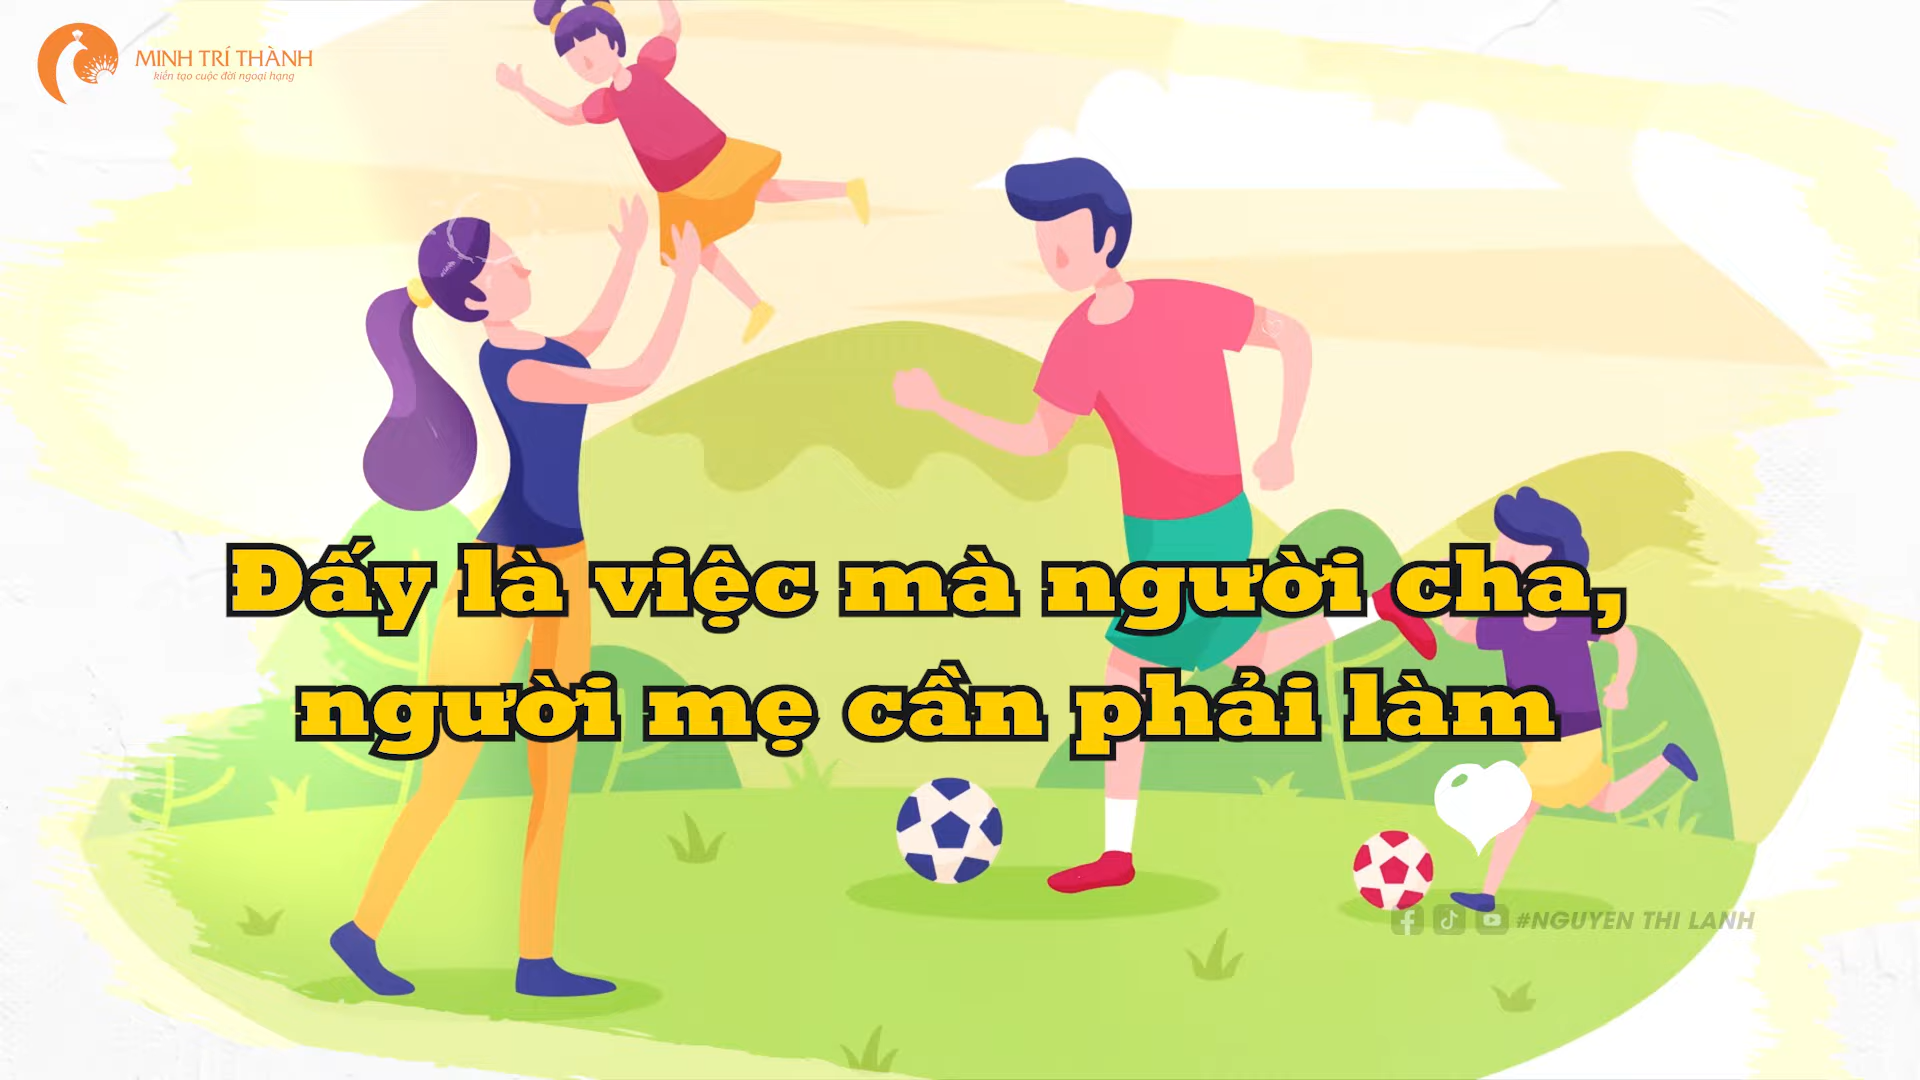 MINH TRÍ THÀNH
kiến tạo cuộc đời ngoại hạng
Đấy là việc mà người cha,
người mẹ cần phải làm
#NGUYEN THI LANH